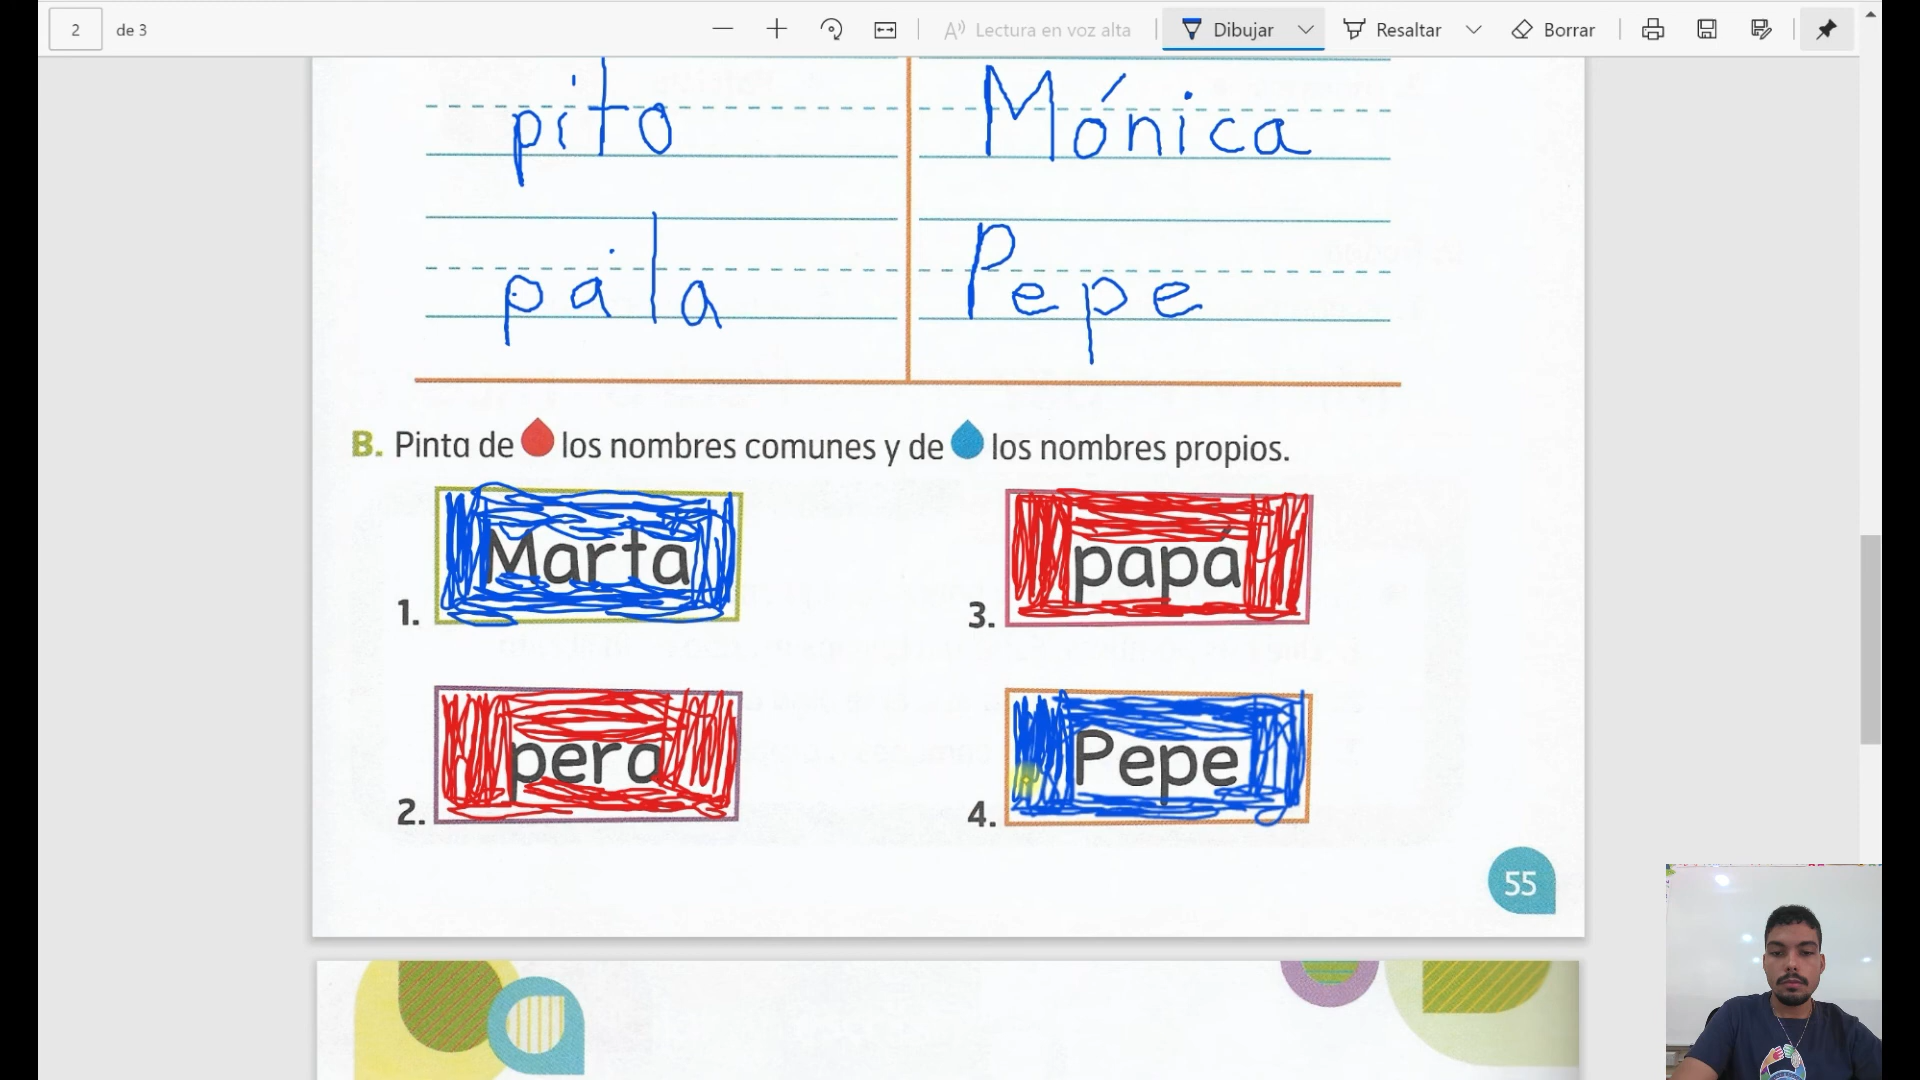 2 de 3 Lectura en voz alta Dibujar Resaltar Borrar
pito Mónica
paila Pepe
B. Pinta de los nombres comunes y de los nombres propios.
1. Marta 3. papá
2. pera 4. Pepe
55